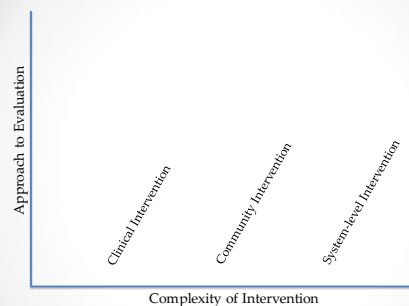 Approach to Evaluation
Clinical Intervention
Community Intervention
System-level Intervention
Complexity of Intervention